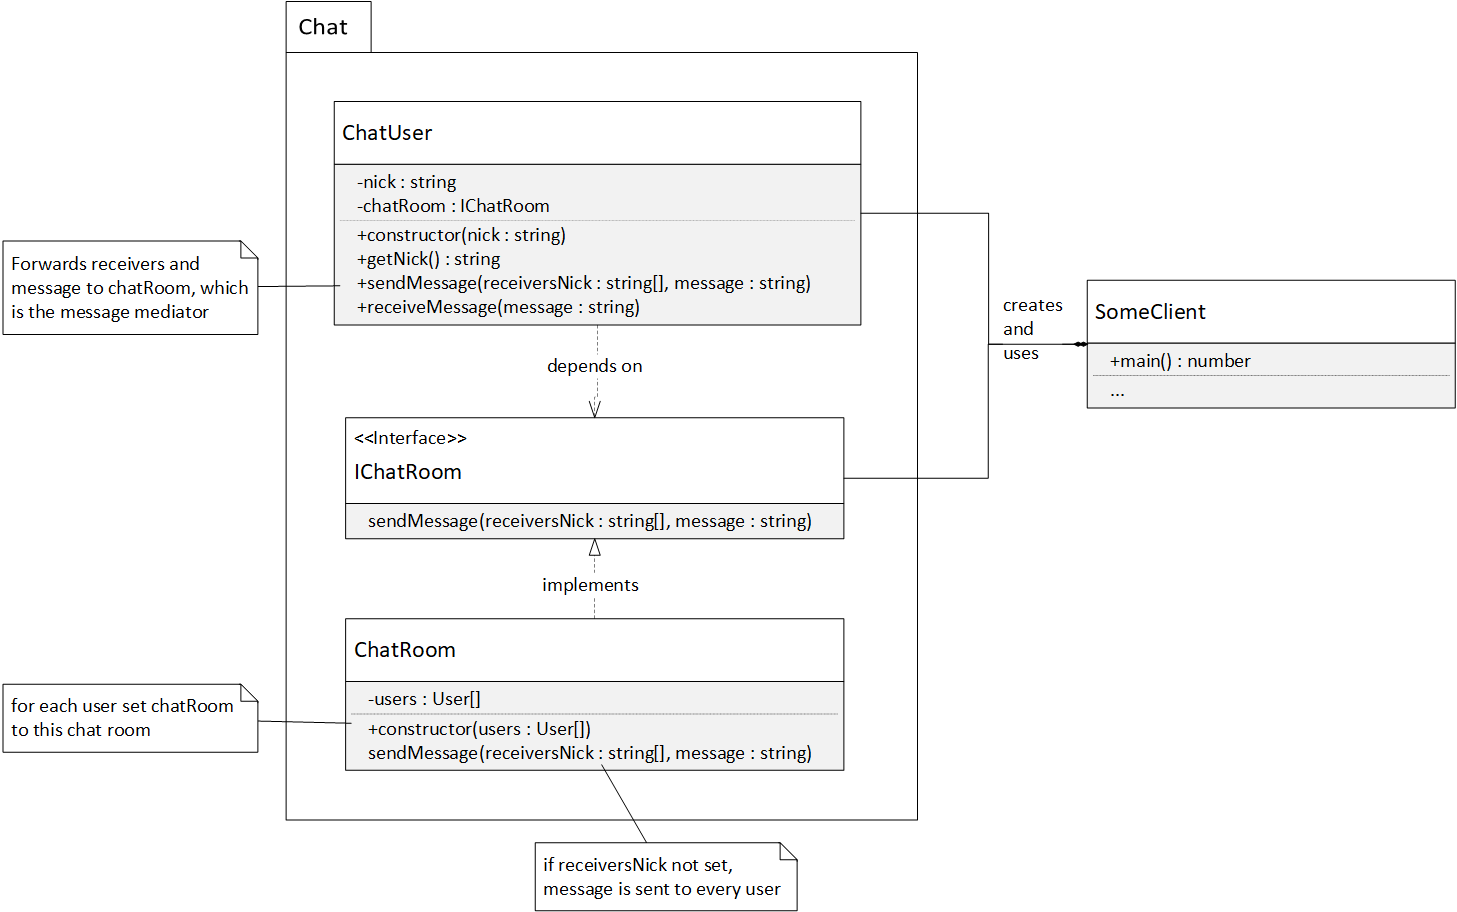 Chat
ChatUser
-nick : string
-chatRoom : IChatRoom
+constructor(nick : string)
+getNick() : string
+sendMessage(receiversNick : string[], message : string)
+receiveMessage(message : string)
Forwards receivers and
message to chatRoom, which
is the message mediator
depends on
creates
and
uses
SomeClient
+main() : number
...
<<Interface>>
IChatRoom
sendMessage(receiversNick : string[], message : string)
implements
ChatRoom
-users : User[]
+constructor(users : User[])
sendMessage(receiversNick : string[], message : string)
for each user set chatRoom
to this chat room
if receiversNick not set,
message is sent to every user